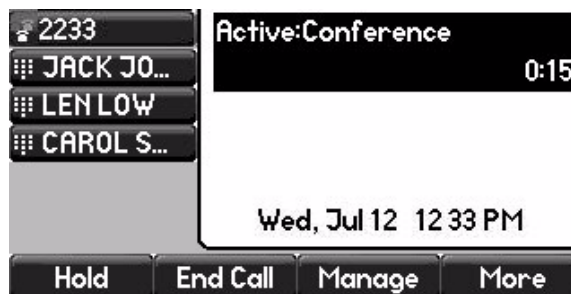 2233
JACK JO...
LEN LOW
CAROL S...
Active:Conference
0:15
Wed, Jul 12 12 33 PM
Hold End Call Manage More